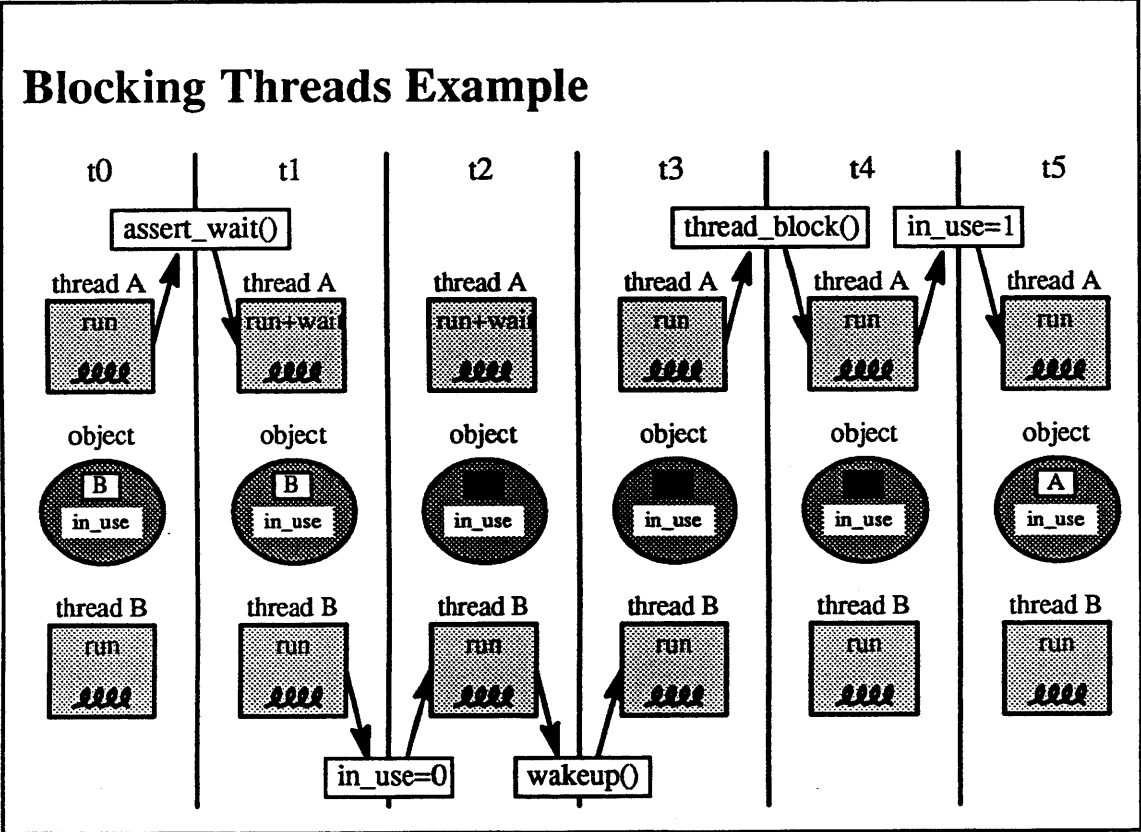 Blocking Threads Example
t0 t1 t2 t3 t4 t5
assert_wait() thread_block() in_use=1
thread A thread A thread A thread A thread A thread A
run run+wait run+wait run run run
object object object object object object
B B A
in_use in_use in_use in_use in_use in_use
thread B thread B thread B thread B thread B thread B
run run run run run run
in_use=0 wakeup()